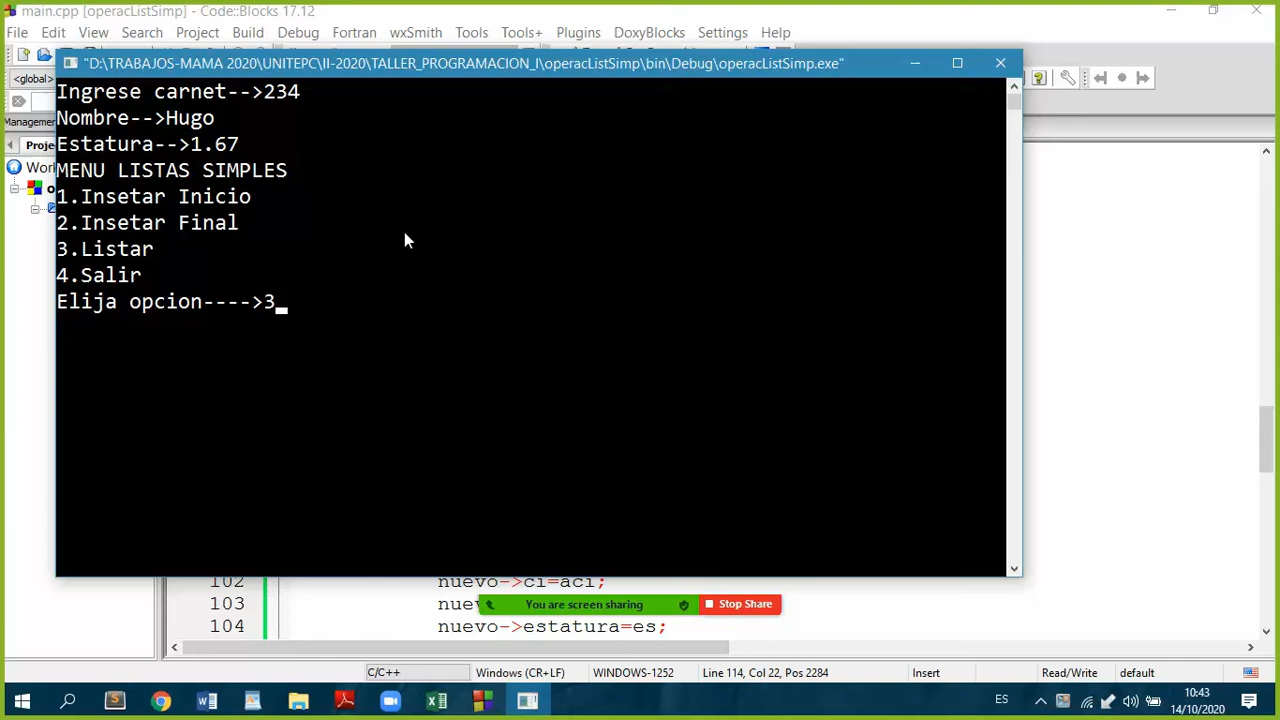 main.cpp [operacListSimp] - Code::Blocks 17.12
File Edit View Search Project Build Debug Fortran wxSmith Tools Tools+ Plugins DoxyBlocks Settings Help
"D:\TRABAJOS-MAMA 2020\UNITEPC\II-2020\TALLER_PROGRAMACION_I\operacListSimp\bin\Debug\operacListSimp.exe"
<global>
Ingrese carnet-->234
Nombre-->Hugo
Estatura-->1.67
MENU LISTAS SIMPLES
1.Insetar Inicio
2.Insetar Final
3.Listar
4.Salir
Elija opcion---->3
Management
Proje
Work
o
102 nuevo->ci=aci;
103 nuev
104 nuevo->estatura=es;
You are screen sharing Stop Share
C/C++ Windows (CR+LF) WINDOWS-1252 Line 114, Col 22, Pos 2284 Insert Read/Write default
ES 10:43
14/10/2020